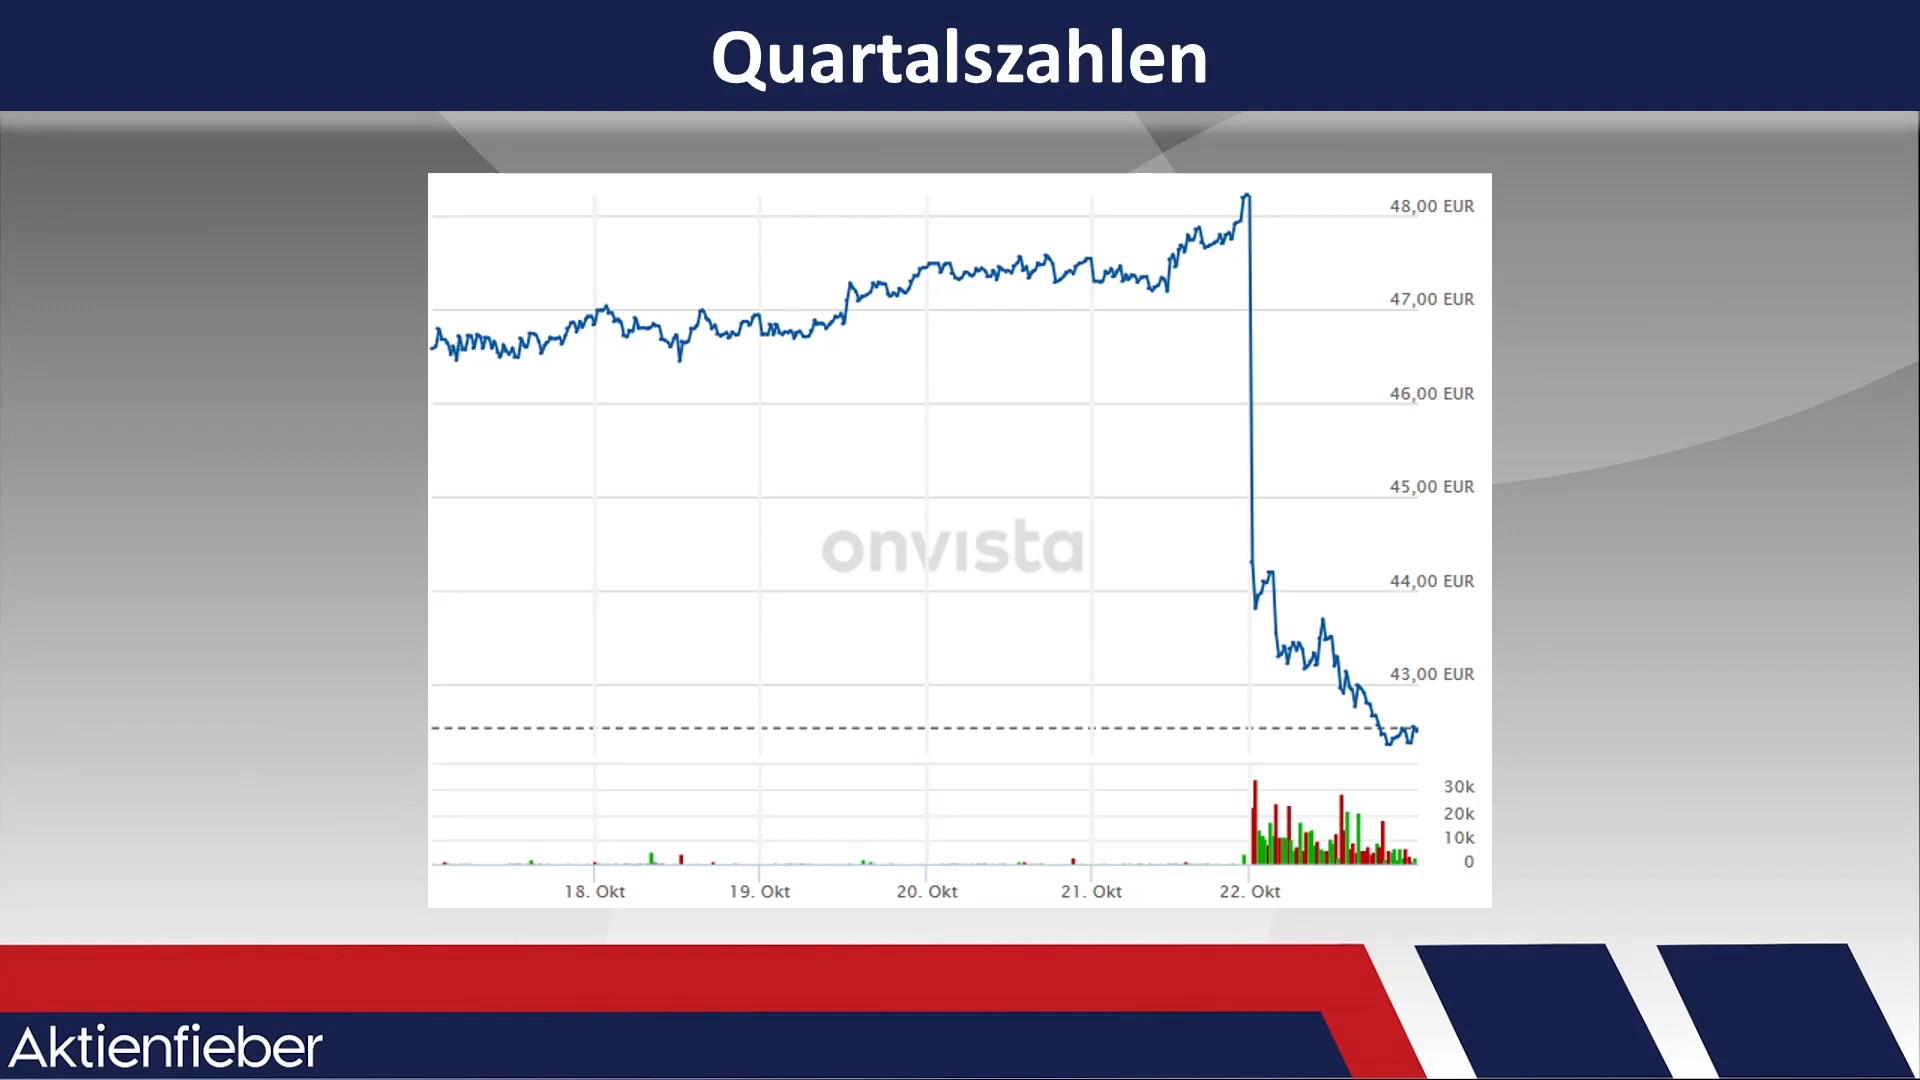 Quartalszahlen
48,00 EUR
47,00 EUR
46,00 EUR
45,00 EUR
onvista
44,00 EUR
43,00 EUR
30k
20k
10k
0
18. Okt 19. Okt 20. Okt 21. Okt 22. Okt
Aktienfieber